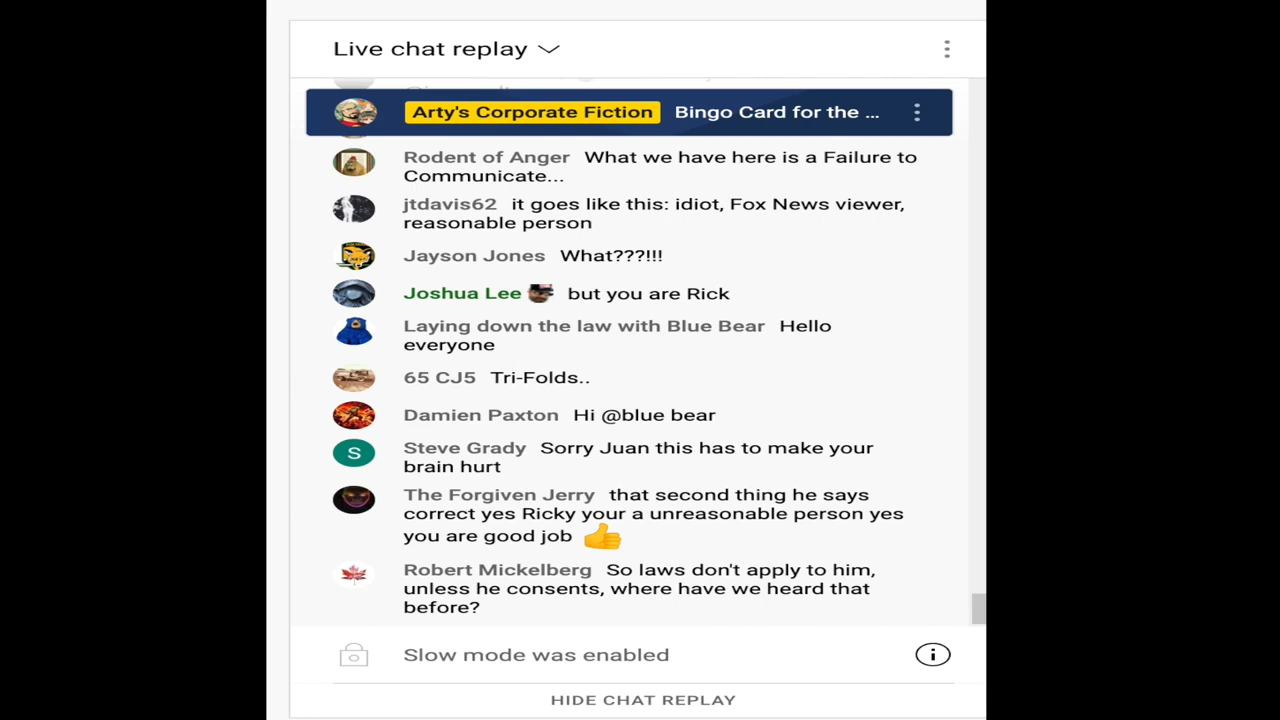 Live chat replay
Arty's Corporate Fiction Bingo Card for the ...
Rodent of Anger What we have here is a Failure to
Communicate...
jtdavis62 it goes like this: idiot, Fox News viewer,
reasonable person
Jayson Jones What???!!!
Joshua Lee but you are Rick
Laying down the law with Blue Bear Hello
everyone
65 CJ5 Tri-Folds..
Damien Paxton Hi @blue bear
S Steve Grady Sorry Juan this has to make your
brain hurt
The Forgiven Jerry that second thing he says
correct yes Ricky your a unreasonable person yes
you are good job
Robert Mickelberg So laws don't apply to him,
unless he consents, where have we heard that
before?
Slow mode was enabled
HIDE CHAT REPLAY